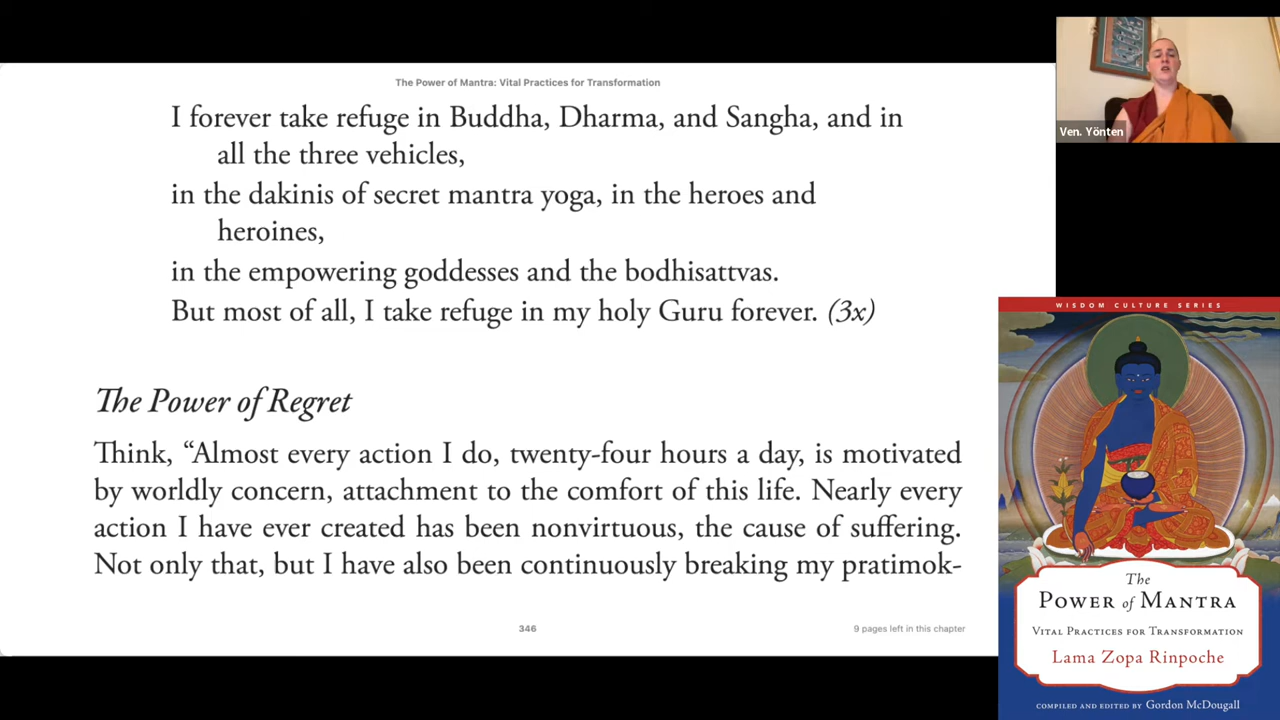 The Power of Mantra: Vital Practices for Transformation
I forever take refuge in Buddha, Dharma, and Sangha, and in
all the three vehicles,
in the dakinis of secret mantra yoga, in the heroes and
heroines,
in the empowering goddesses and the bodhisattvas.
But most of all, I take refuge in my holy Guru forever. (3x)
The Power of Regret
Think, “Almost every action I do, twenty-four hours a day, is motivated
by worldly concern, attachment to the comfort of this life. Nearly every
action I have ever created has been nonvirtuous, the cause of suffering.
Not only that, but I have also been continuously breaking my pratimok-
346
9 pages left in this chapter
Ven. Yönten
WISDOM CULTURE SERIES
The
POWER of MANTRA
VITAL PRACTICES FOR TRANSFORMATION
Lama Zopa Rinpoche
COMPILED AND EDITED BY Gordon McDougall